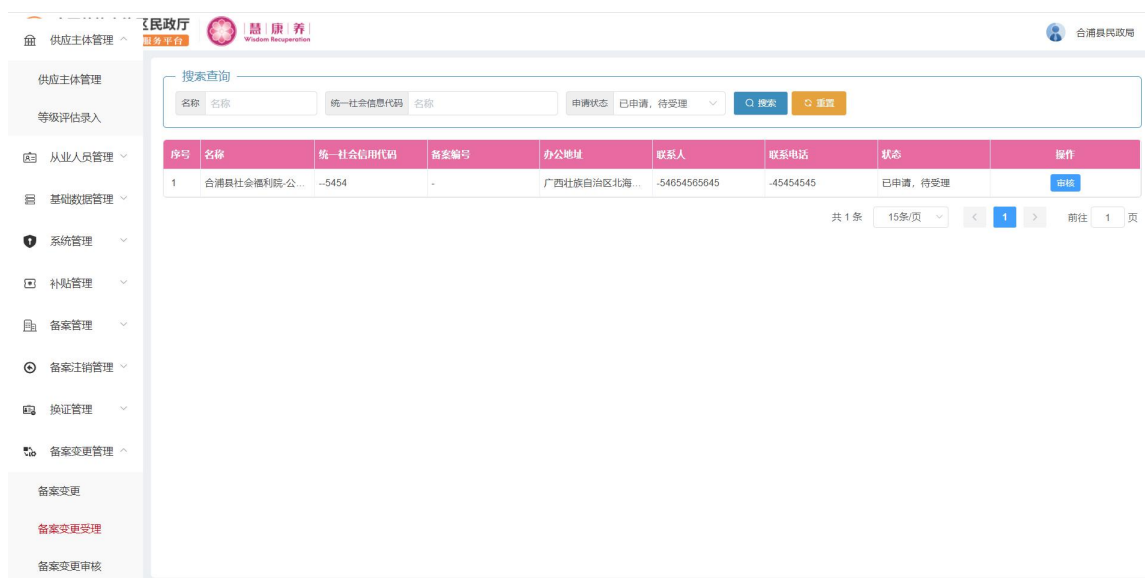 区民政厅
服务平台
慧康养
Wisdom Recuperation
合浦县民政局
供应主体管理
供应主体管理
等级评估录入
从业人员管理
基础数据管理
系统管理
补贴管理
备案管理
备案注销管理
换证管理
备案变更管理
备案变更
备案变更受理
备案变更审核
搜索查询
名称 名称 统一社会信息代码 名称 申请状态 已申请，待受理 搜索 重置
序号 名称 统一社会信用代码 备案编号 办公地址 联系人 联系电话 状态 操作
1 合浦县社会福利院-公... --5454 - 广西壮族自治区北海... -54654565645 -45454545 已申请，待受理 审核
共 1 条 15条/页 < 1 > 前往 1 页